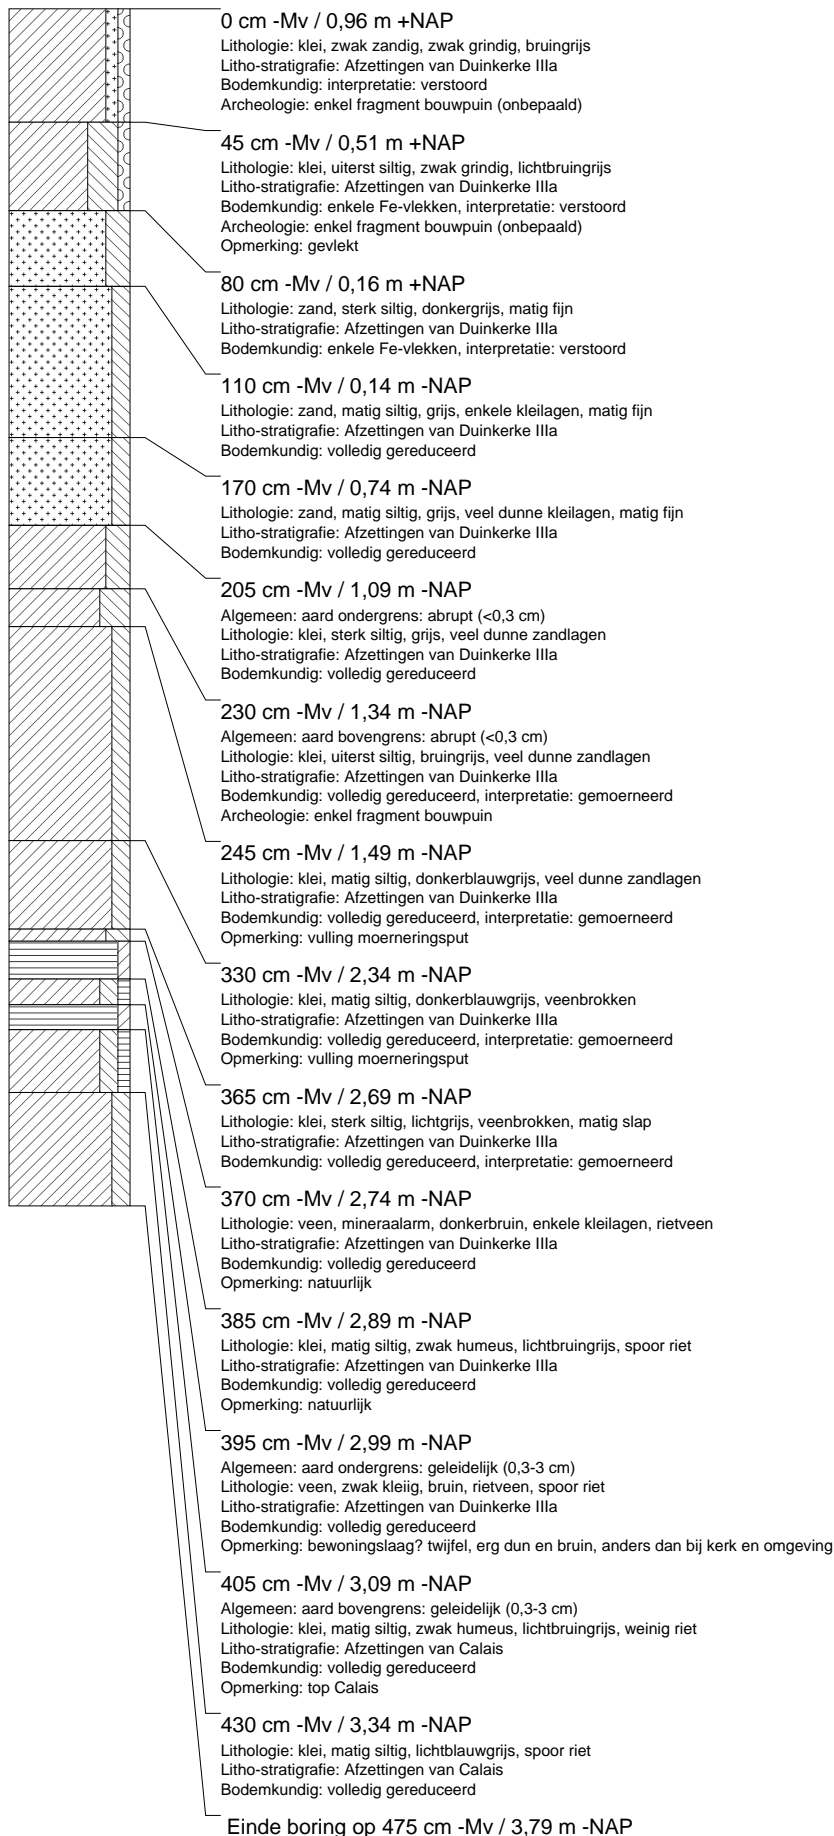 0 cm -Mv / 0,96 m +NAP
Lithologie: klei, zwak zandig, zwak grindig, bruingrijs
Litho-stratigrafie: Afzettingen van Duinkerke IIIa
Bodemkundig: interpretatie: verstoord
Archeologie: enkel fragment bouwpuin (onbepaald)
45 cm -Mv / 0,51 m +NAP
Lithologie: klei, uiterst siltig, zwak grindig, lichtbruingrijs
Litho-stratigrafie: Afzettingen van Duinkerke IIIa
Bodemkundig: enkele Fe-vlekken, interpretatie: verstoord
Archeologie: enkel fragment bouwpuin (onbepaald)
Opmerking: gevlekt
80 cm -Mv / 0,16 m +NAP
Lithologie: zand, sterk siltig, donkergrijs, matig fijn
Litho-stratigrafie: Afzettingen van Duinkerke IIIa
Bodemkundig: enkele Fe-vlekken, interpretatie: verstoord
110 cm -Mv / 0,14 m -NAP
Lithologie: zand, matig siltig, grijs, enkele kleilagen, matig fijn
Litho-stratigrafie: Afzettingen van Duinkerke IIIa
Bodemkundig: volledig gereduceerd
170 cm -Mv / 0,74 m -NAP
Lithologie: zand, matig siltig, grijs, veel dunne kleilagen, matig fijn
Litho-stratigrafie: Afzettingen van Duinkerke IIIa
Bodemkundig: volledig gereduceerd
205 cm -Mv / 1,09 m -NAP
Algemeen: aard ondergrens: abrupt (<0,3 cm)
Lithologie: klei, sterk siltig, grijs, veel dunne zandlagen
Litho-stratigrafie: Afzettingen van Duinkerke IIIa
Bodemkundig: volledig gereduceerd
230 cm -Mv / 1,34 m -NAP
Algemeen: aard bovengrens: abrupt (<0,3 cm)
Lithologie: klei, uiterst siltig, bruingrijs, veel dunne zandlagen
Litho-stratigrafie: Afzettingen van Duinkerke IIIa
Bodemkundig: volledig gereduceerd, interpretatie: gemoerneerd
Archeologie: enkel fragment bouwpuin
245 cm -Mv / 1,49 m -NAP
Lithologie: klei, matig siltig, donkerblauwgrijs, veel dunne zandlagen
Litho-stratigrafie: Afzettingen van Duinkerke IIIa
Bodemkundig: volledig gereduceerd, interpretatie: gemoerneerd
Opmerking: vulling moerneringsput
330 cm -Mv / 2,34 m -NAP
Lithologie: klei, matig siltig, donkerblauwgrijs, veenbrokken
Litho-stratigrafie: Afzettingen van Duinkerke IIIa
Bodemkundig: volledig gereduceerd, interpretatie: gemoerneerd
Opmerking: vulling moerneringsput
365 cm -Mv / 2,69 m -NAP
Lithologie: klei, sterk siltig, lichtgrijs, veenbrokken, matig slap
Litho-stratigrafie: Afzettingen van Duinkerke IIIa
Bodemkundig: volledig gereduceerd, interpretatie: gemoerneerd
370 cm -Mv / 2,74 m -NAP
Lithologie: veen, mineraalarm, donkerbruin, enkele kleilagen, rietveen
Litho-stratigrafie: Afzettingen van Duinkerke IIIa
Bodemkundig: volledig gereduceerd
Opmerking: natuurlijk
385 cm -Mv / 2,89 m -NAP
Lithologie: klei, matig siltig, zwak humeus, lichtbruingrijs, spoor riet
Litho-stratigrafie: Afzettingen van Duinkerke IIIa
Bodemkundig: volledig gereduceerd
Opmerking: natuurlijk
395 cm -Mv / 2,99 m -NAP
Algemeen: aard ondergrens: geleidelijk (0,3-3 cm)
Lithologie: veen, zwak kleiig, bruin, rietveen, spoor riet
Litho-stratigrafie: Afzettingen van Duinkerke IIIa
Bodemkundig: volledig gereduceerd
Opmerking: bewoningslaag? twijfel, erg dun en bruin, anders dan bij kerk en omgeving
405 cm -Mv / 3,09 m -NAP
Algemeen: aard bovengrens: geleidelijk (0,3-3 cm)
Lithologie: klei, matig siltig, zwak humeus, lichtbruingrijs, weinig riet
Litho-stratigrafie: Afzettingen van Calais
Bodemkundig: volledig gereduceerd
Opmerking: top Calais
430 cm -Mv / 3,34 m -NAP
Lithologie: klei, matig siltig, lichtblauwgrijs, spoor riet
Litho-stratigrafie: Afzettingen van Calais
Bodemkundig: volledig gereduceerd
Einde boring op 475 cm -Mv / 3,79 m -NAP